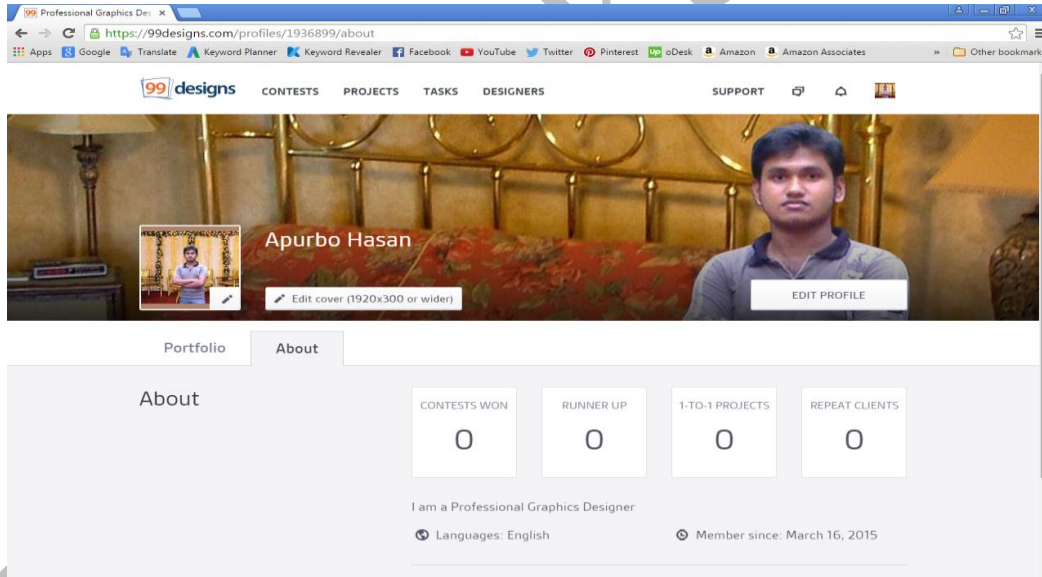 Professional Graphics Des
https://99designs.com/profiles/1936899/about
Apps Google Translate Keyword Planner Keyword Revealer Facebook YouTube Twitter Pinterest oDesk Amazon Amazon Associates » Other bookmark
99designs CONTESTS PROJECTS TASKS DESIGNERS SUPPORT
Apurbo Hasan
Edit cover (1920x300 or wider)
EDIT PROFILE
Portfolio About
About
CONTESTS WON RUNNER UP 1-TO-1 PROJECTS REPEAT CLIENTS
0 0 0 0
I am a Professional Graphics Designer
Languages: English Member since: March 16, 2015